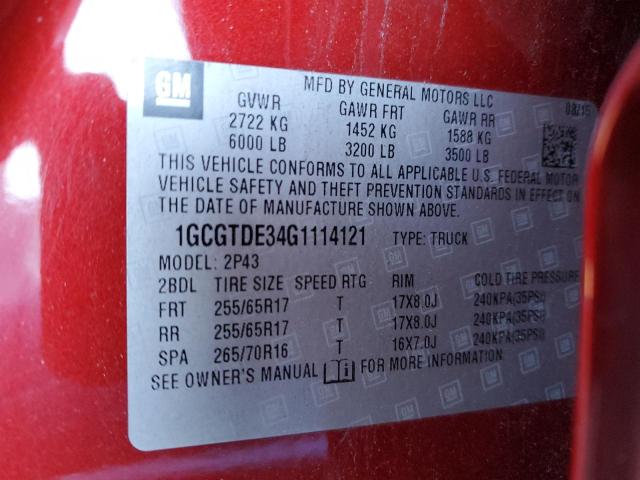 GM
MFD BY GENERAL MOTORS LLC
08/15
GVWR GAWR FRT GAWR RR
2722 KG 1452 KG 1588 KG
6000 LB 3200 LB 3500 LB
THIS VEHICLE CONFORMS TO ALL APPLICABLE U.S. FEDERAL MOTOR
VEHICLE SAFETY AND THEFT PREVENTION STANDARDS IN EFFECT ON
THE DATE OF MANUFACTURE SHOWN ABOVE.
1GCGTDE34G1114121 TYPE: TRUCK
MODEL: 2P43
2BDL TIRE SIZE SPEED RTG RIM COLD TIRE PRESSURE
FRT 255/65R17 T 17X8.0J 240KPA(35PSI)
RR 255/65R17 T 17X8.0J 240KPA(35PSI)
SPA 265/70R16 T 16X7.0J 240KPA(35PSI)
SEE OWNER'S MANUAL FOR MORE INFORMATION